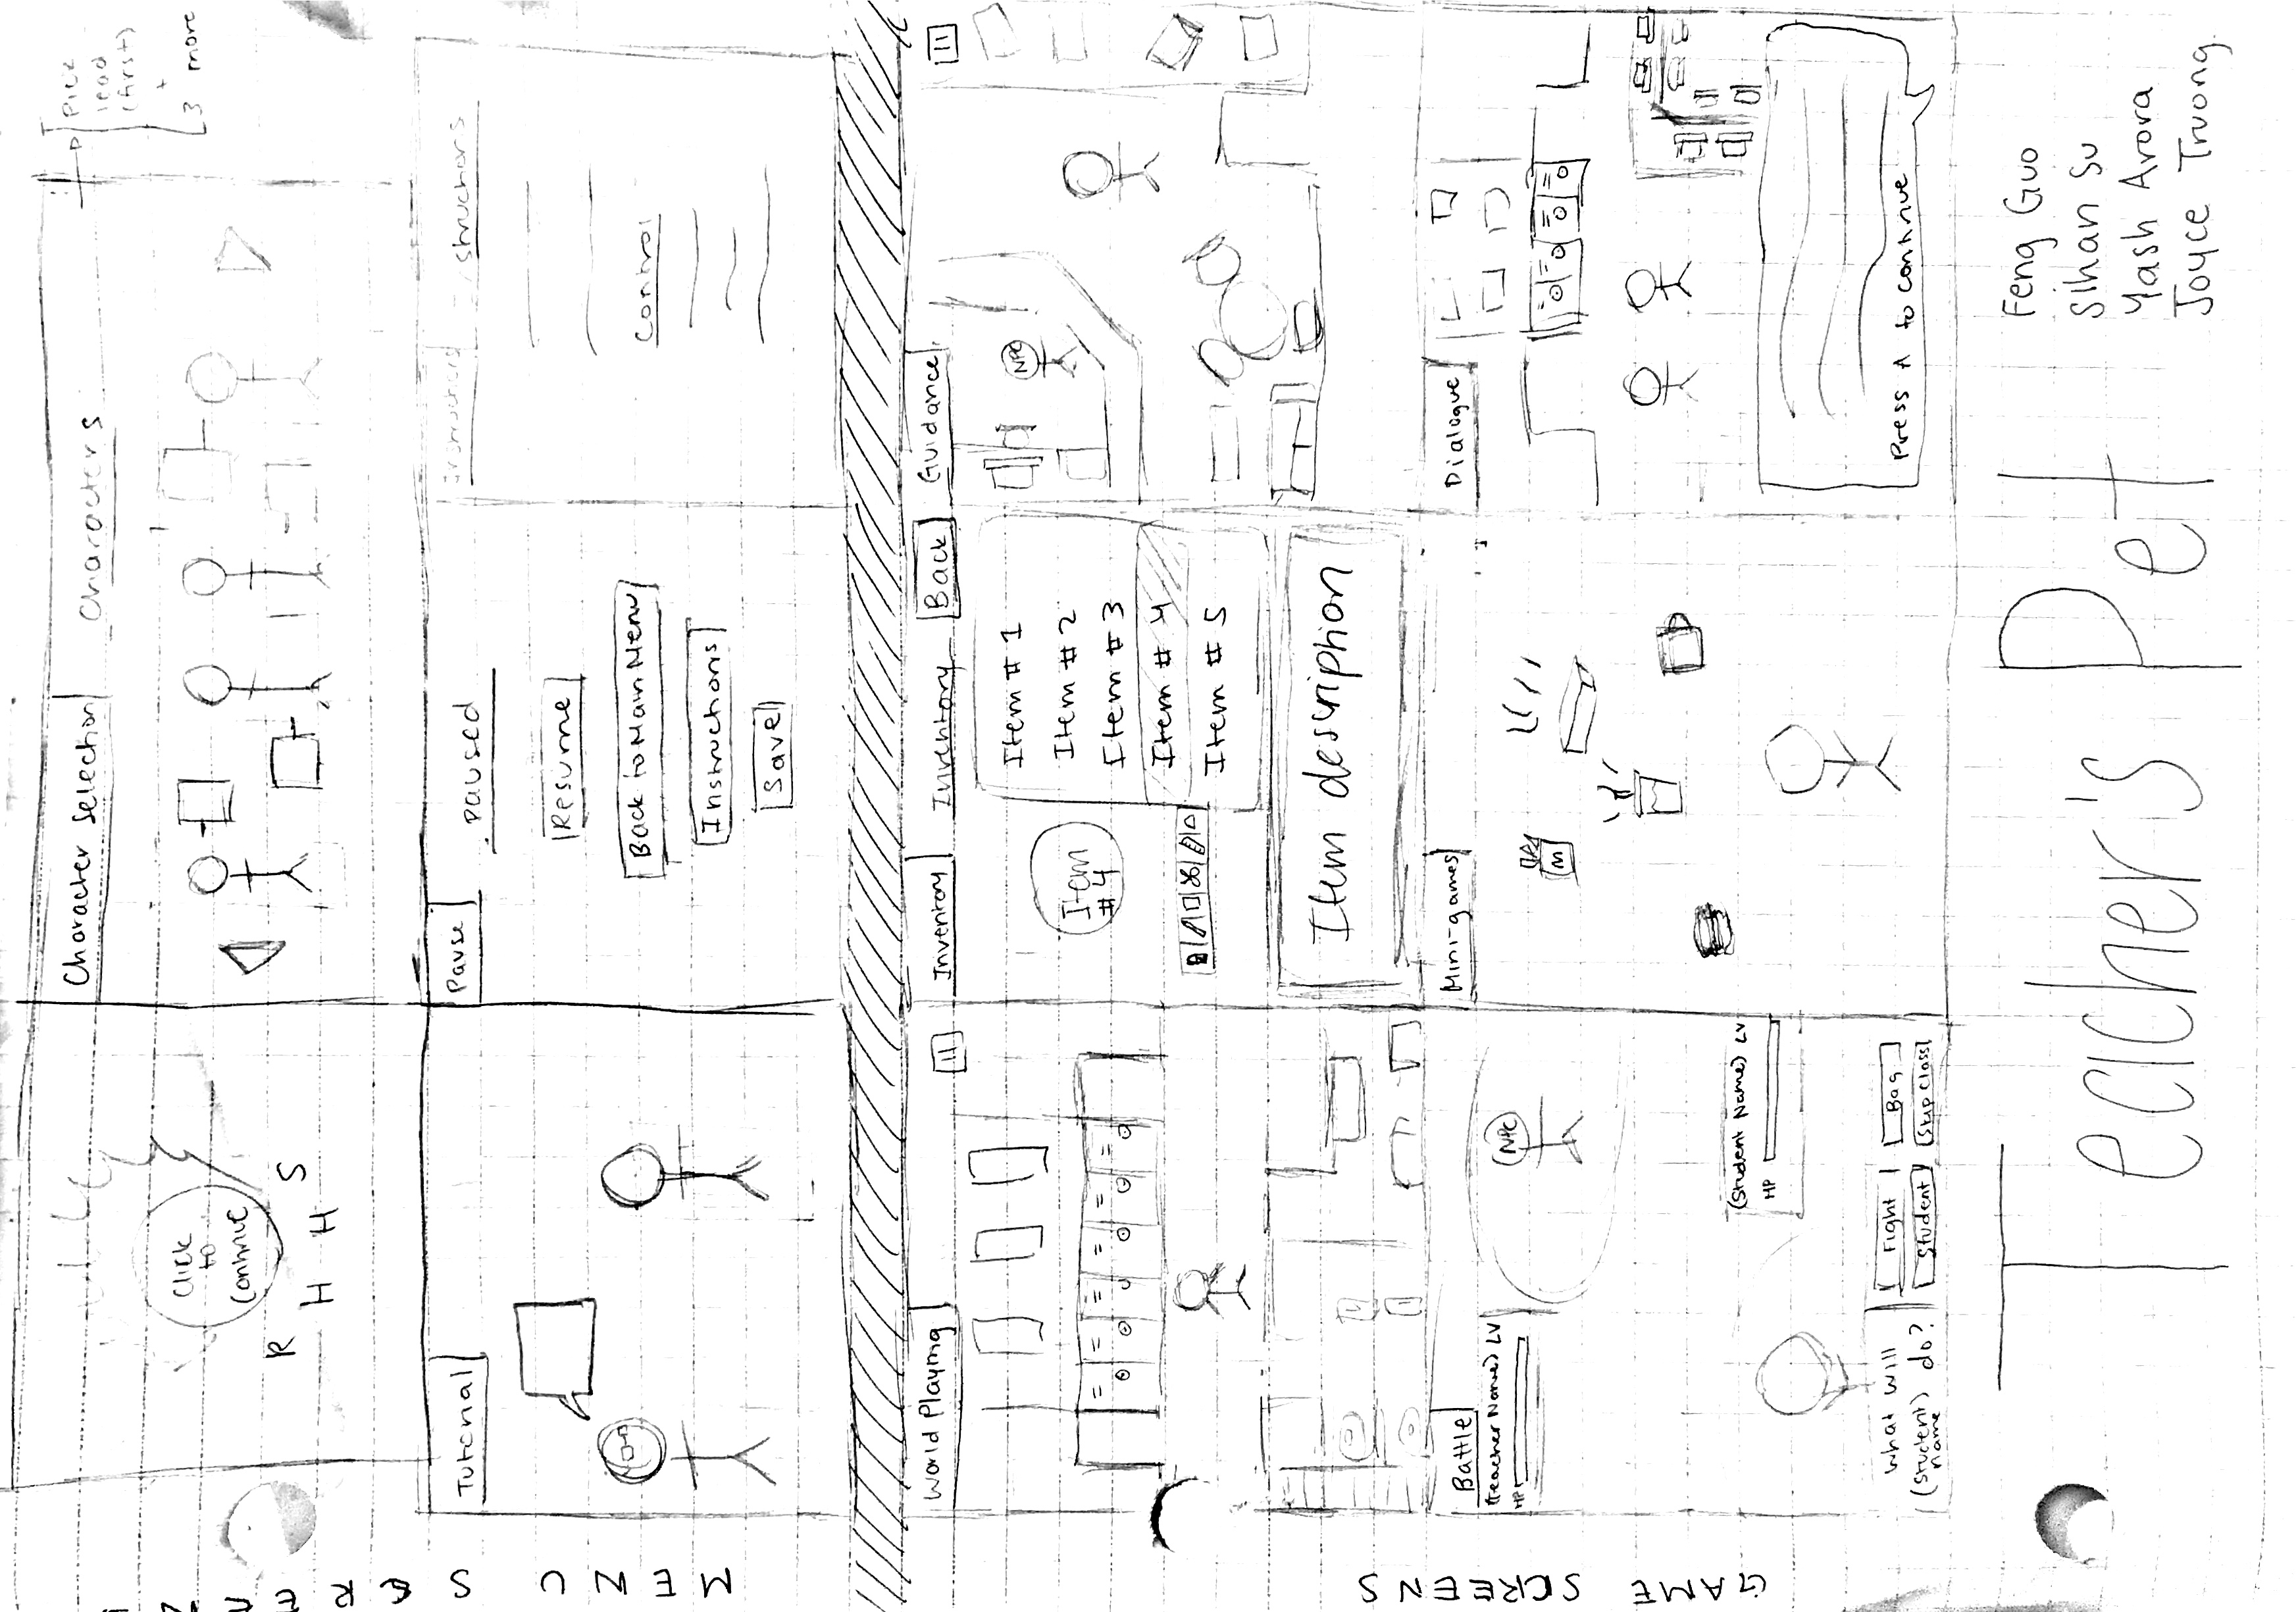 MENU SCREEN
Click
to
Continue
R H H S
Character Selection
Characters
Pick
lead
(first)
+
3 more
Tutorial
Pause
Paused
Resume
Back to Main Menu
Instructions
Save
Control
GAME SCREENS
World Playing
II
Inventory
Inventory
Back
Item # 1
Item # 2
Item # 3
Item # 4
Item # 5
Item
# 4
Item description
Guidance
II
NPC
Battle
(Teacher Name) LV
HP
NPC
(Student Name) LV
HP
What will
(Student name) do?
Fight
Bag
Student
Skip Class
Mini-games
M
Dialogue
Press A to continue
Teacher's Pet
Feng Guo
Sihan Su
Yash Arora
Joyce Truong